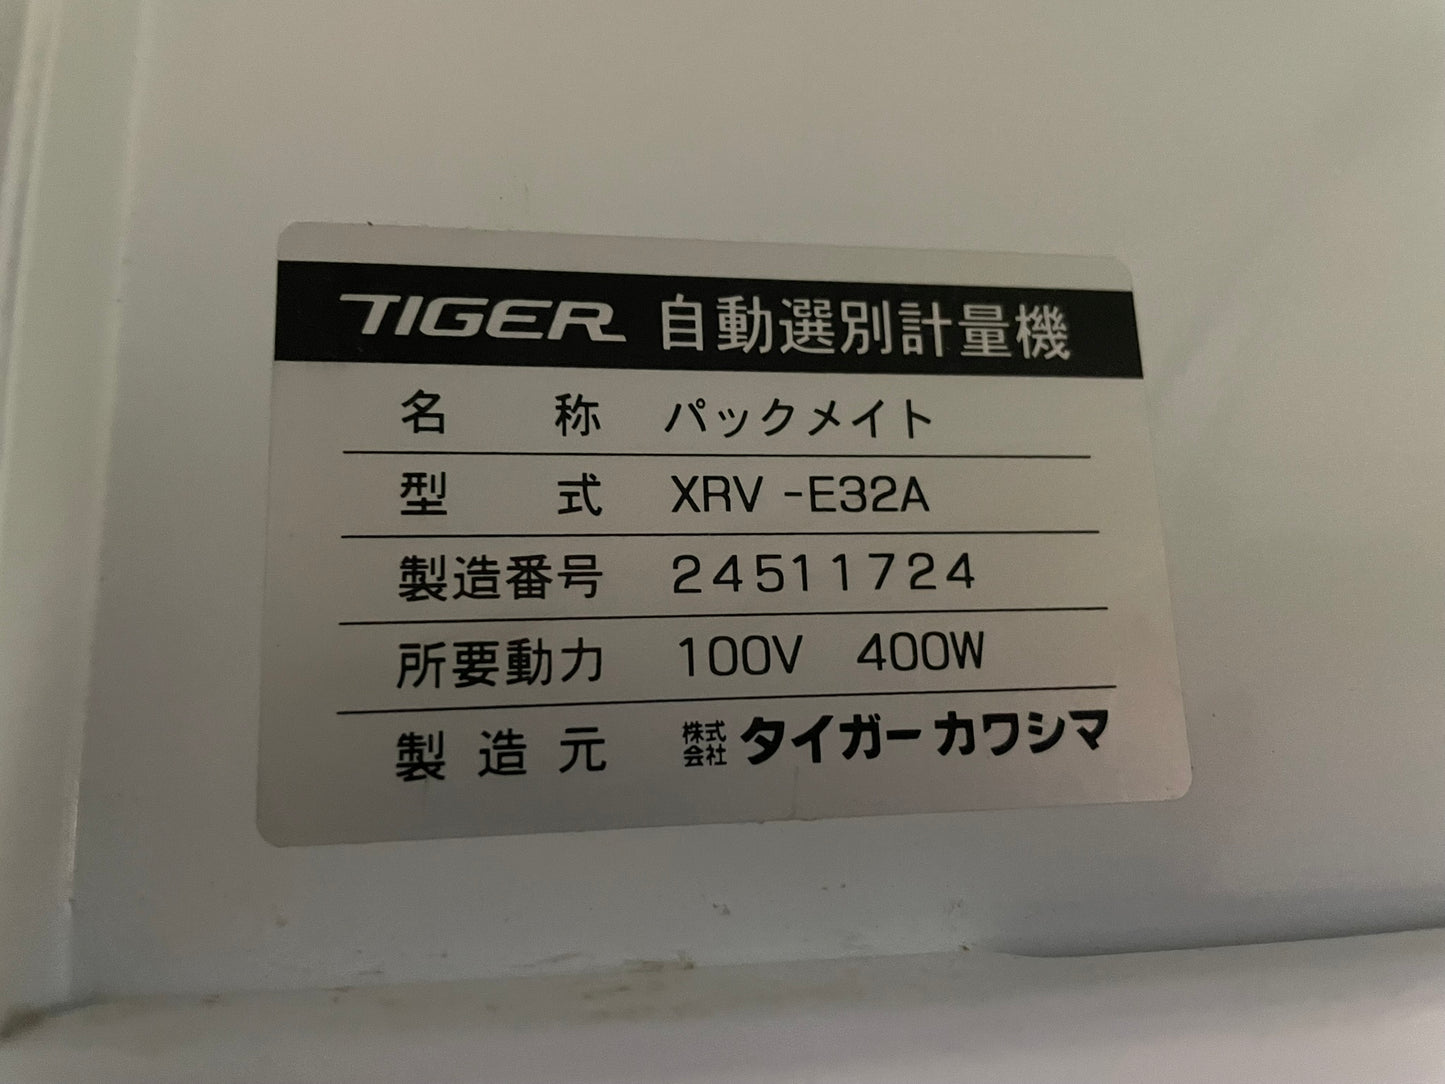 TIGER 自動選別計量機
名称 パックメイト
型式 XRV-E32A
製造番号 24511724
所要動力 100V 400W
製造元 株式会社 タイガーカワシマ